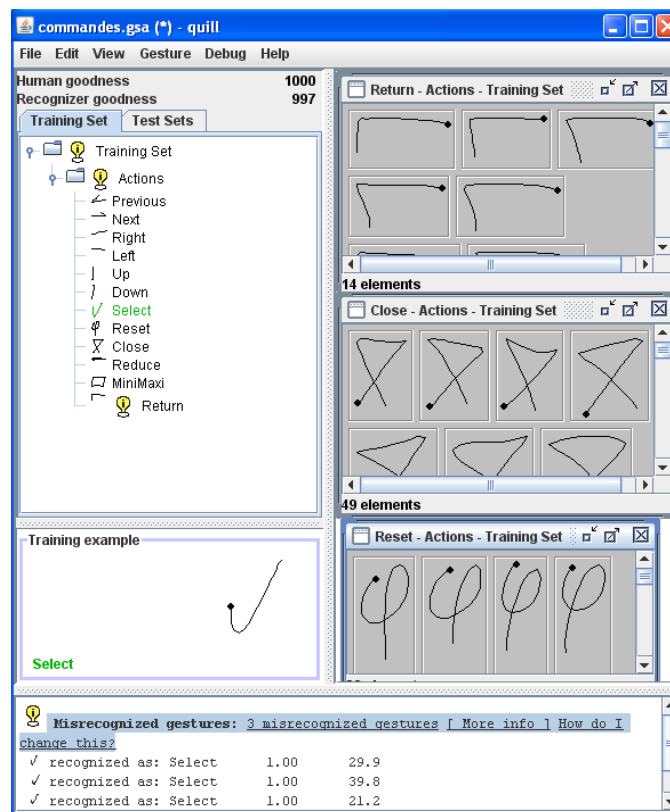 commandes.gsa (*) - quill
File Edit View Gesture Debug Help
Human goodness 1000
Recognizer goodness 997
Training Set Test Sets
Training Set
Actions
Previous
Next
Right
Left
Up
Down
Select
Reset
Close
Reduce
MiniMaxi
Return
Training example
Select
Return - Actions - Training Set
14 elements
Close - Actions - Training Set
49 elements
Reset - Actions - Training Set
Misrecognized gestures: 3 misrecognized gestures [ More info ] How do I
change this?
recognized as: Select 1.00 29.9
recognized as: Select 1.00 39.8
recognized as: Select 1.00 21.2